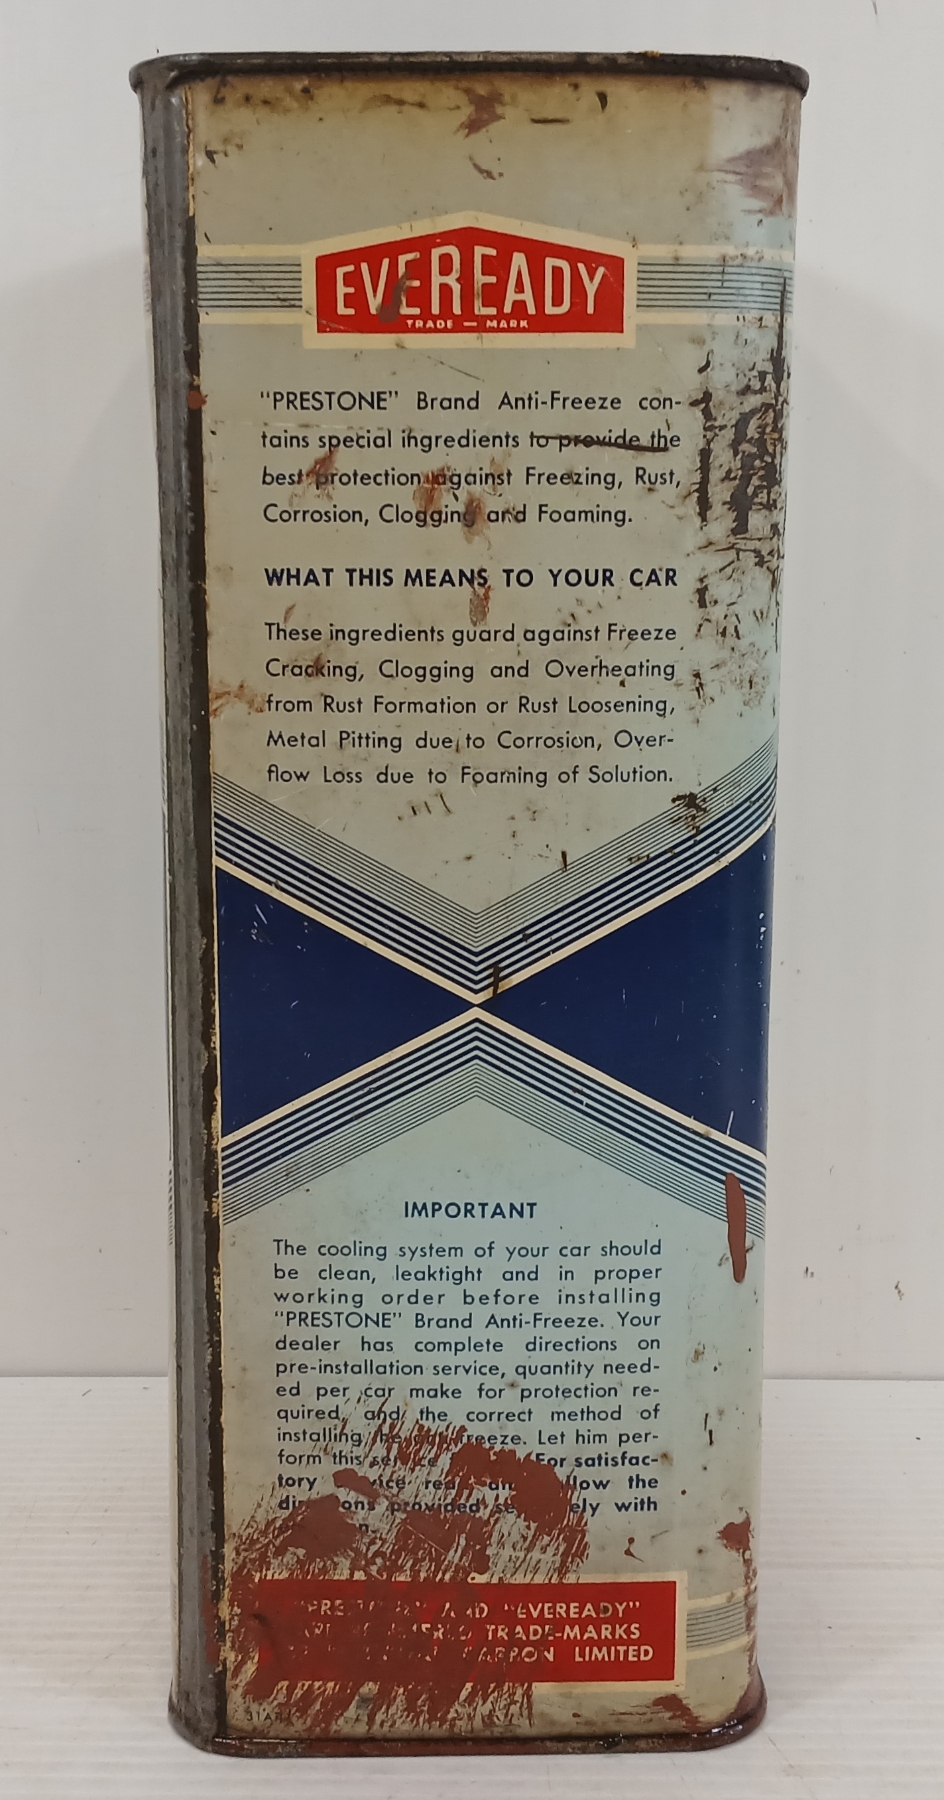 EVEREADY
TRADE — MARK
"PRESTONE" Brand Anti-Freeze con-
tains special ingredients to provide the
best protection against Freezing, Rust,
Corrosion, Clogging and Foaming.
WHAT THIS MEANS TO YOUR CAR
These ingredients guard against Freeze
Cracking, Clogging and Overheating
from Rust Formation or Rust Loosening,
Metal Pitting due to Corrosion, Over-
flow Loss due to Foaming of Solution.
IMPORTANT
The cooling system of your car should
be clean, leaktight and in proper
working order before installing
"PRESTONE" Brand Anti-Freeze. Your
dealer has complete directions on
pre-installation service, quantity need-
ed per car make for protection re-
quired, and the correct method of
installing the anti-freeze. Let him per-
form this service For satisfac-
tory the
directions provided with
"PRESTONE" AND "EVEREADY"
TRADE-MARKS
CARBON LIMITED